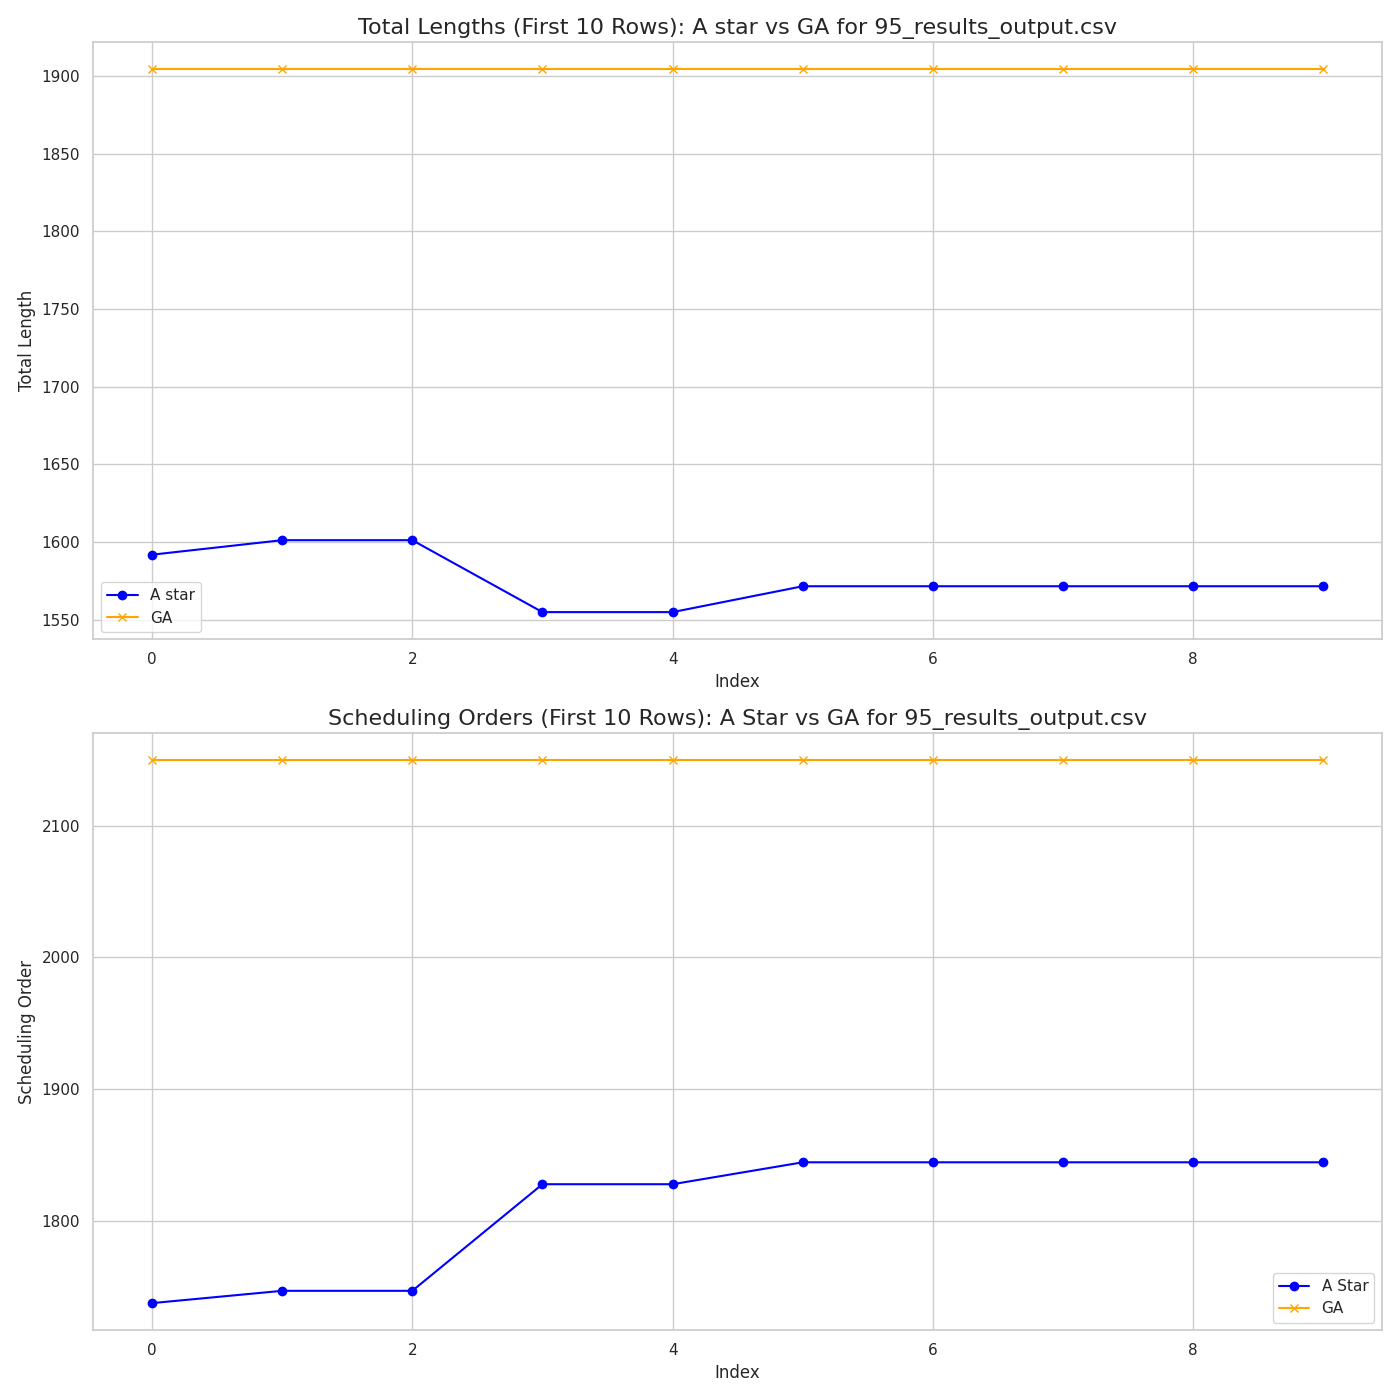 Total Lengths (First 10 Rows): A star vs GA for 95_results_output.csv
1900
1850
1800
1750
1700
1650
1600
1550
Total Length
A star
GA
0 2 4 6 8
Index
Scheduling Orders (First 10 Rows): A Star vs GA for 95_results_output.csv
2100
2000
1900
1800
Scheduling Order
A Star
GA
0 2 4 6 8
Index